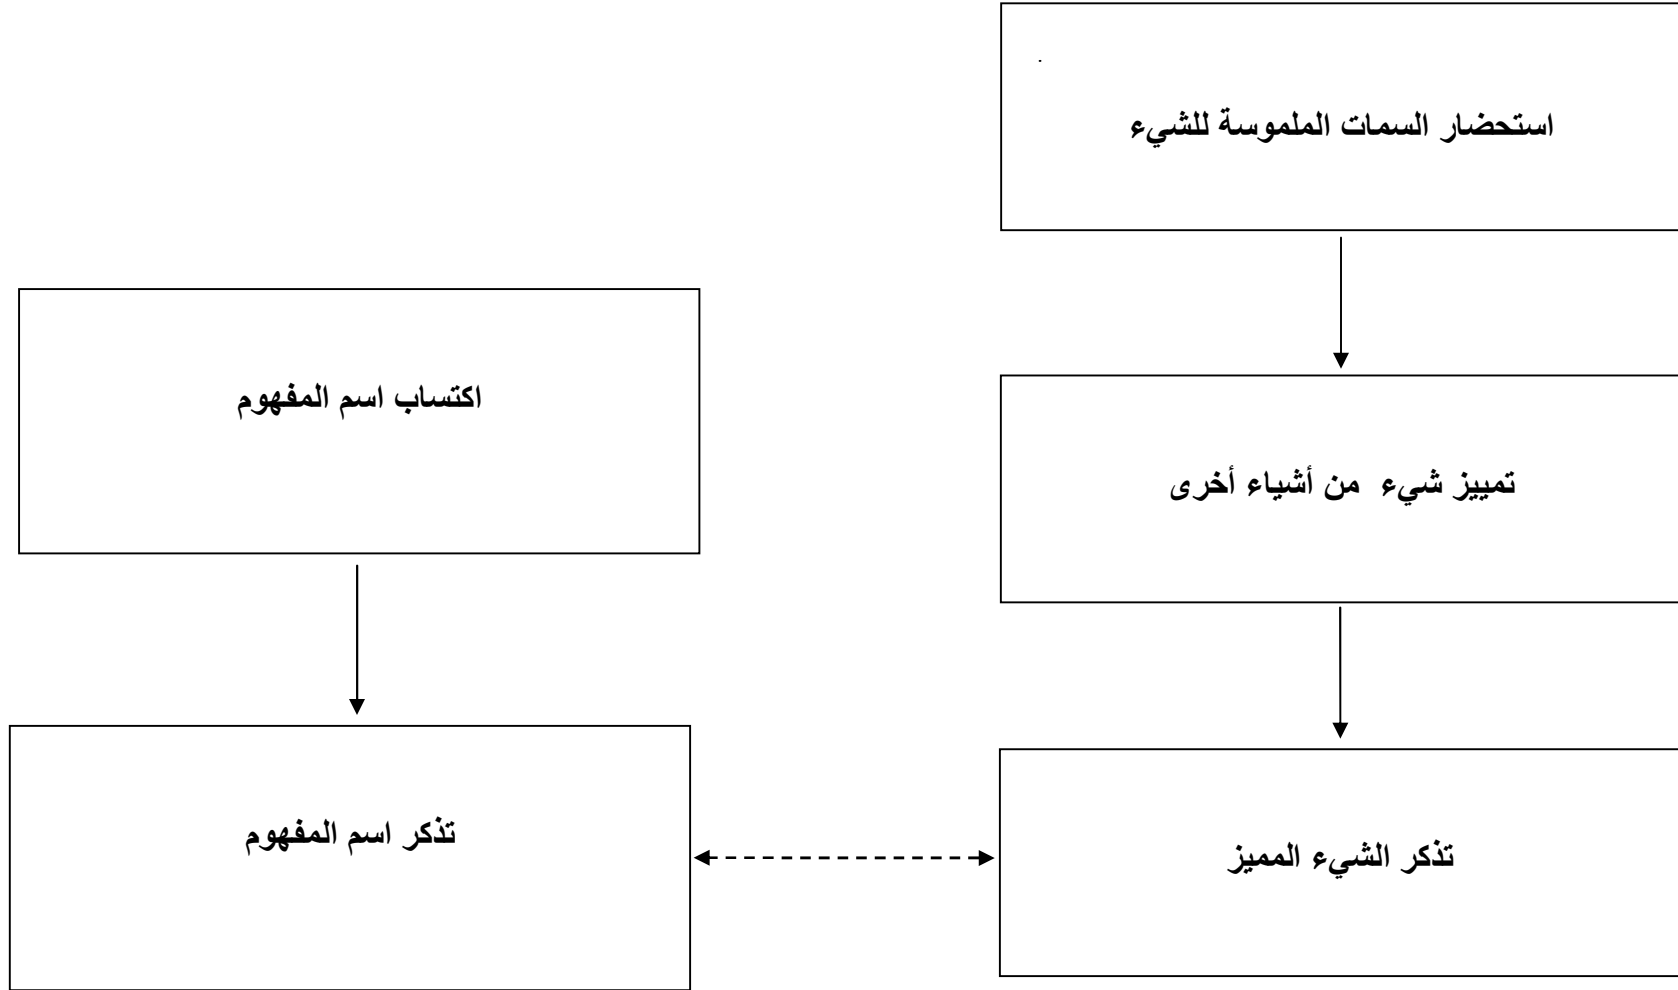 استحضار السمات الملموسة للشيء
اكتساب اسم المفهوم
تمييز شيء من أشياء أخرى
تذكر اسم المفهوم
تذكر الشيء المميز